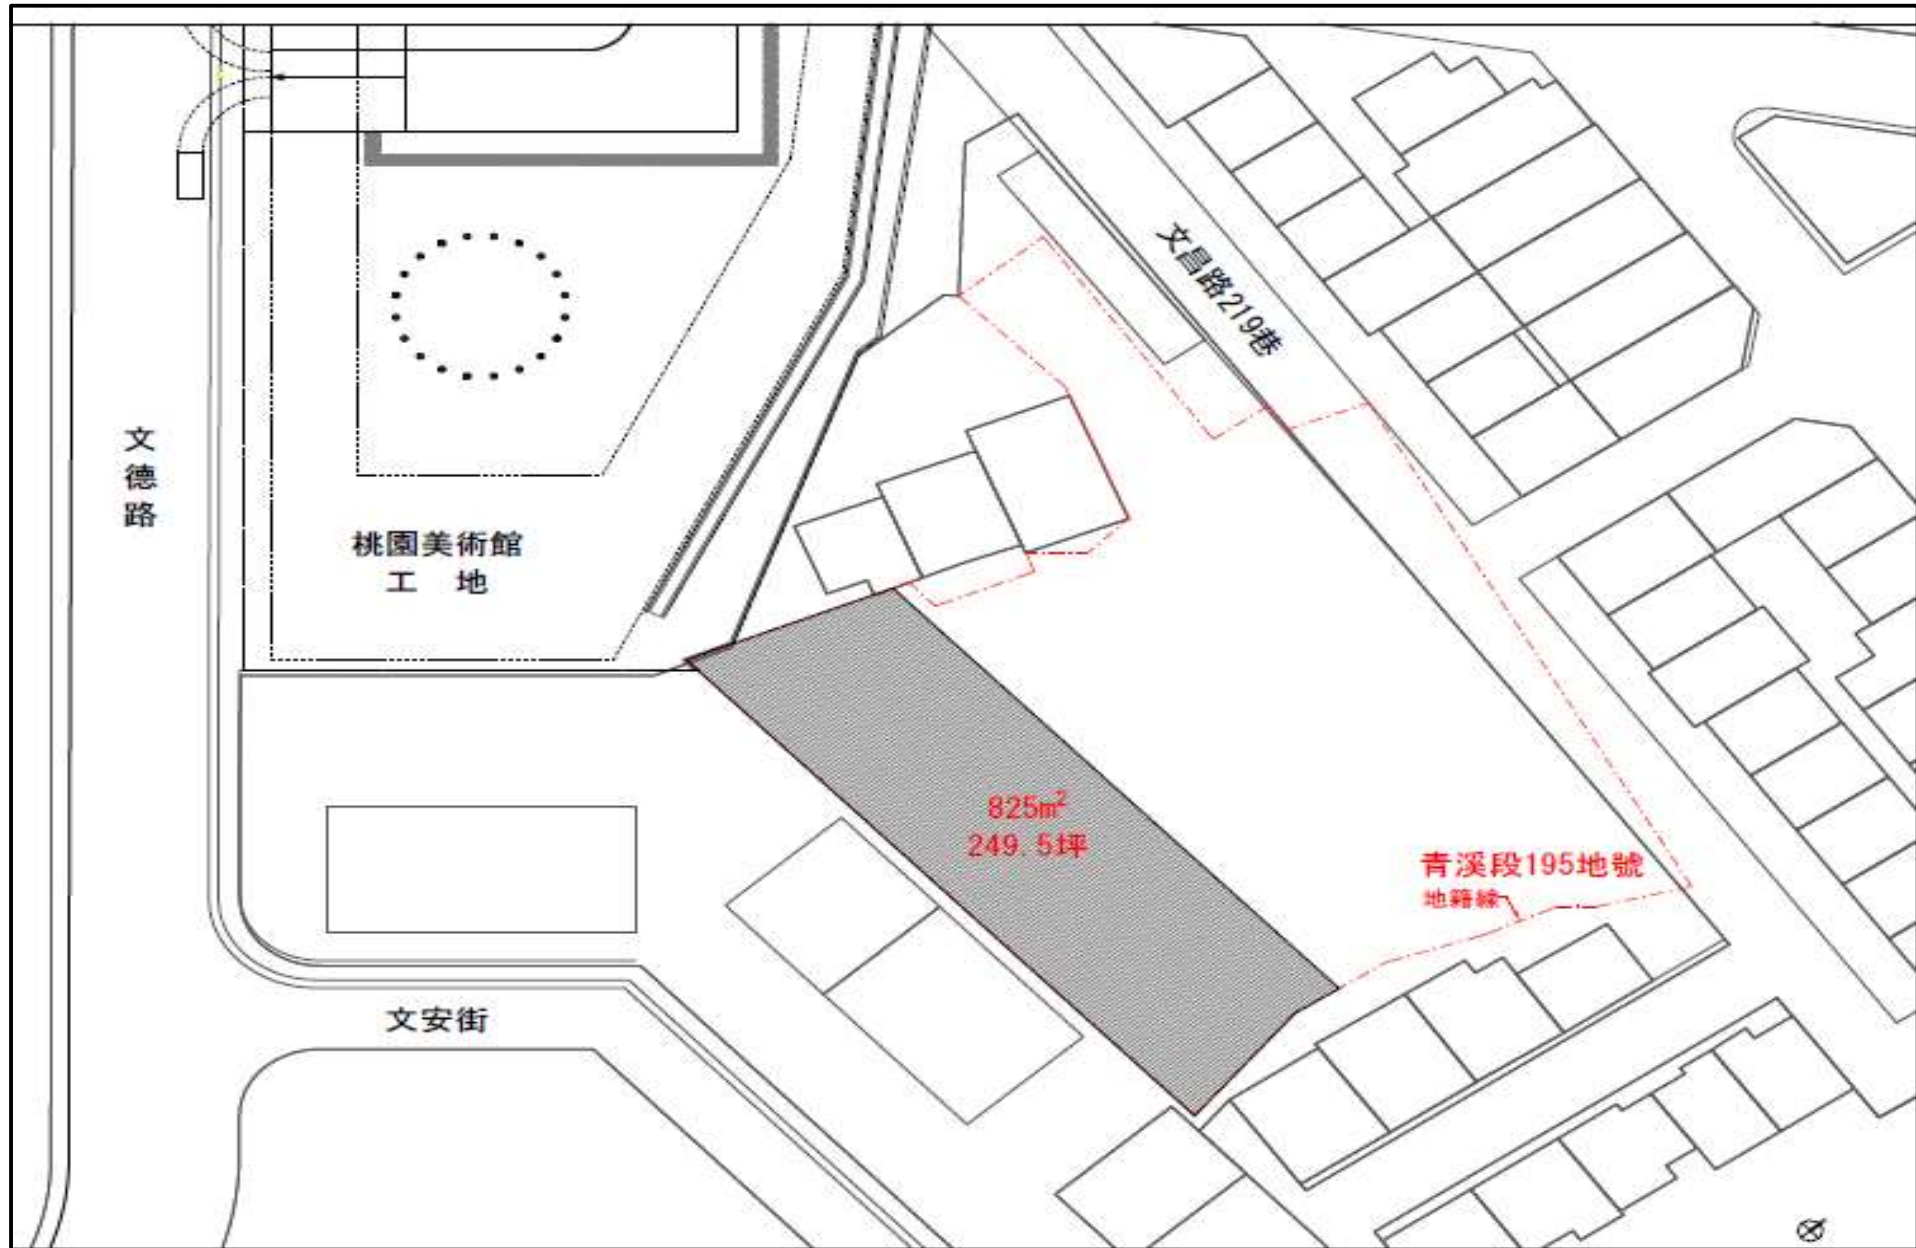 文昌路219巷
文德路
桃園美術館
工 地
825m²
249.5坪
青溪段195地號
地籍線
文安街